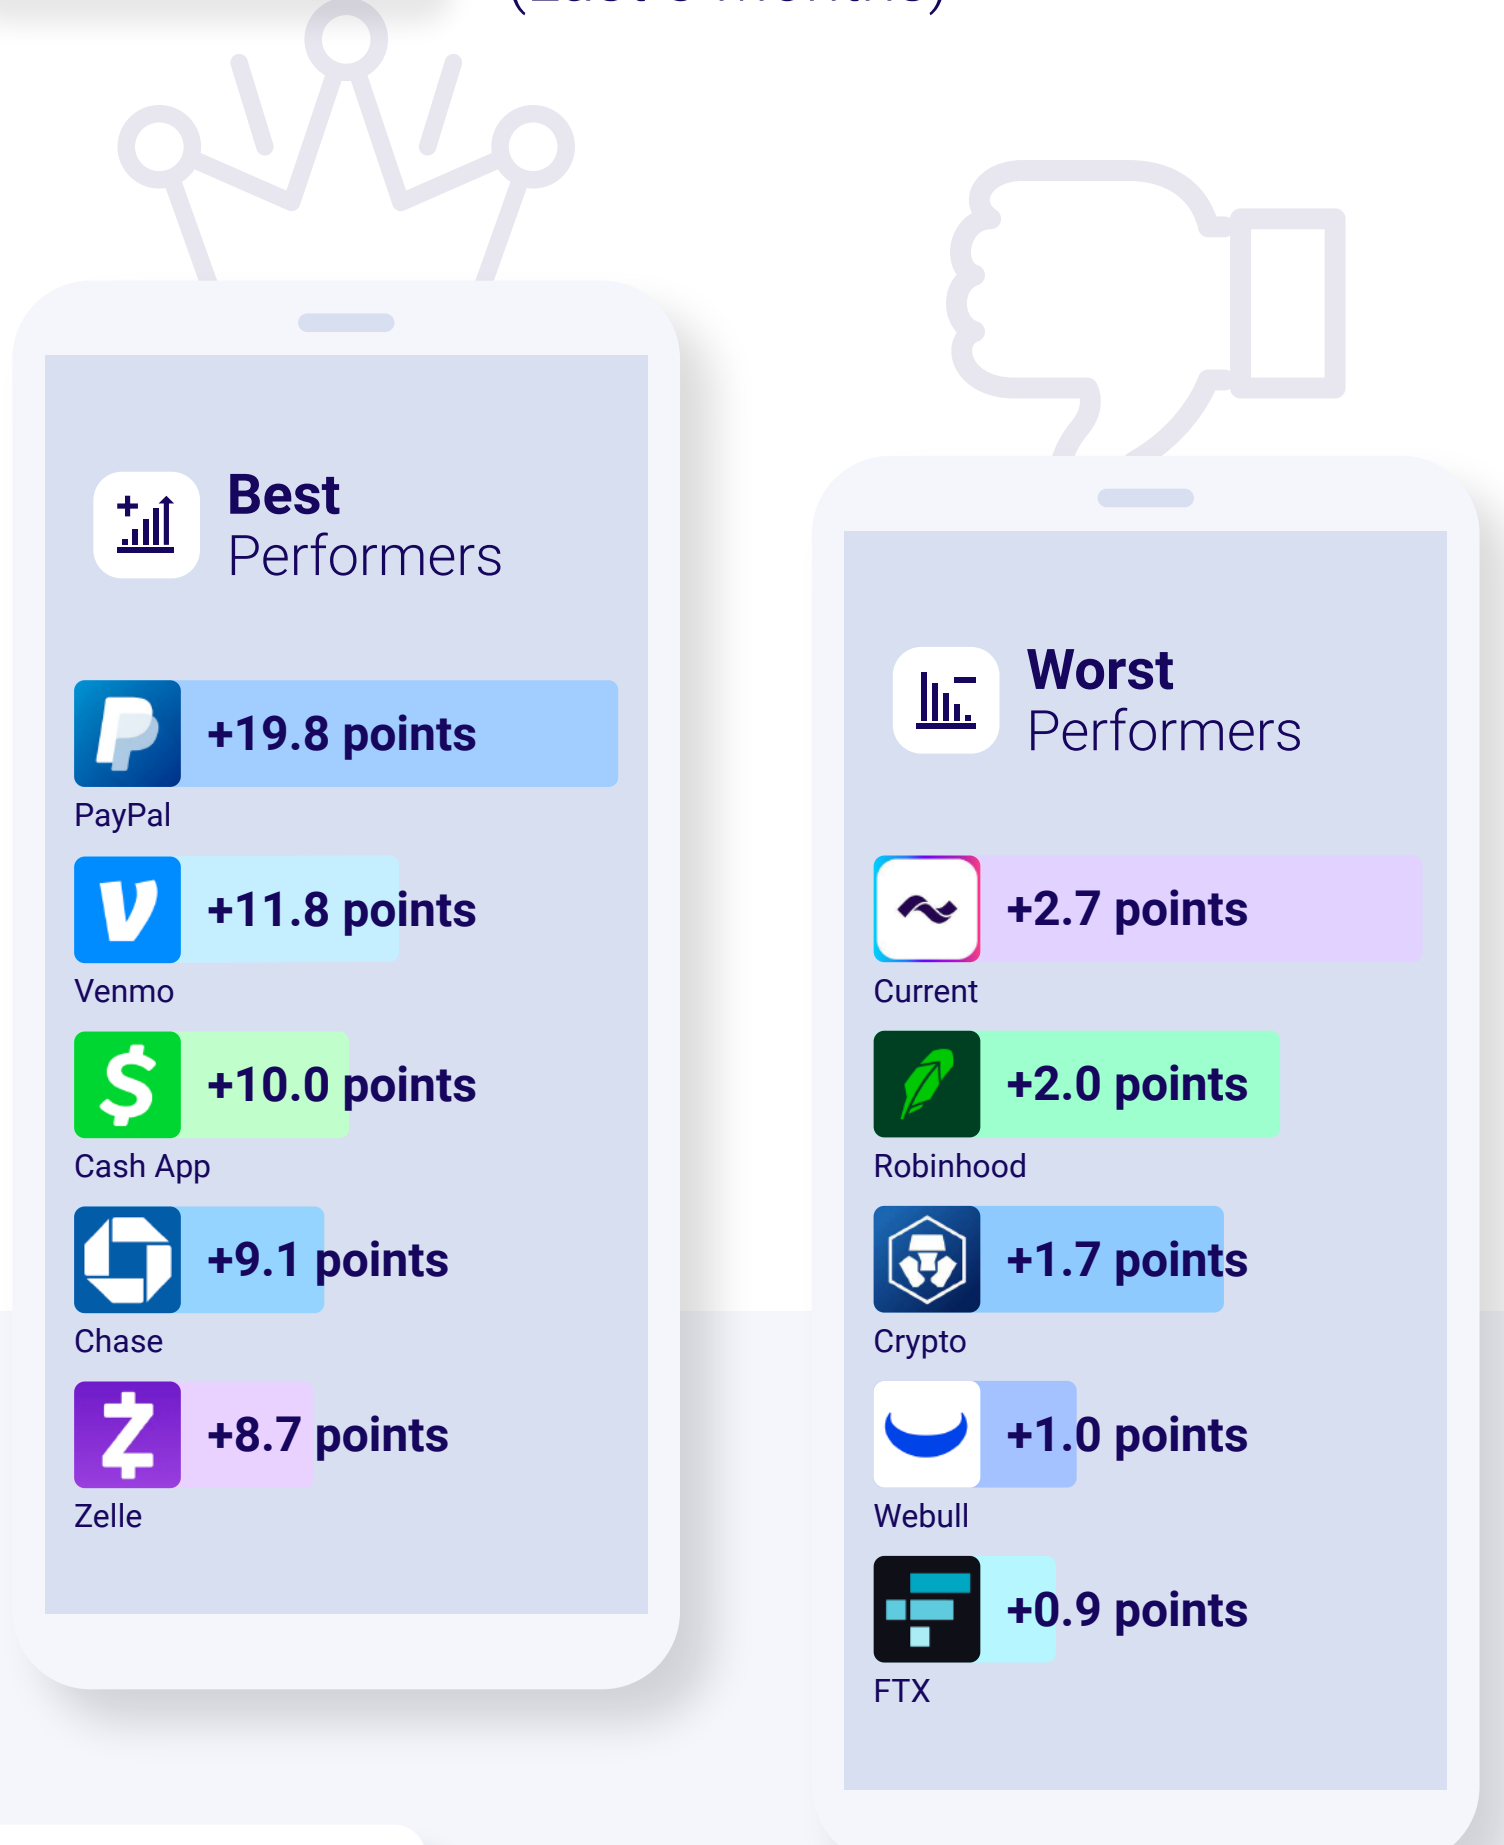 Best
Performers
+19.8 points
PayPal
+11.8 points
Venmo
+10.0 points
Cash App
+9.1 points
Chase
+8.7 points
Zelle
Worst
Performers
+2.7 points
Current
+2.0 points
Robinhood
+1.7 points
Crypto
+1.0 points
Webull
+0.9 points
FTX